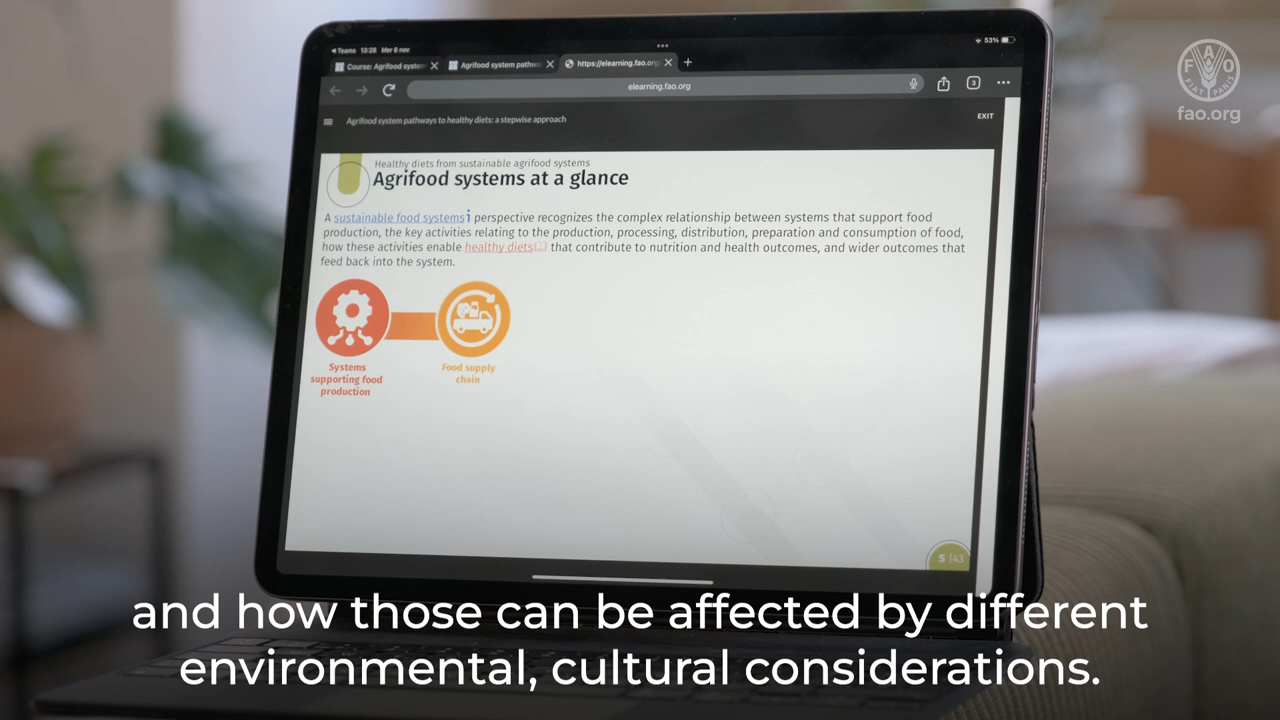 Teams 13:28 Mer 6 nov
53%
Course: Agrifood system
Agrifood system pathw
https://elearning.fao.org
elearning.fao.org
3
Agrifood system pathways to healthy diets: a stepwise approach
EXIT
FAO
FIAT PANIS
fao.org
Healthy diets from sustainable agrifood systems
Agrifood systems at a glance
A sustainable food systems perspective recognizes the complex relationship between systems that support food
production, the key activities relating to the production, processing, distribution, preparation and consumption of food,
how these activities enable healthy diets that contribute to nutrition and health outcomes, and wider outcomes that
feed back into the system.
Systems
supporting food
production
Food supply
chain
5 /43
and how those can be affected by different
environmental, cultural considerations.